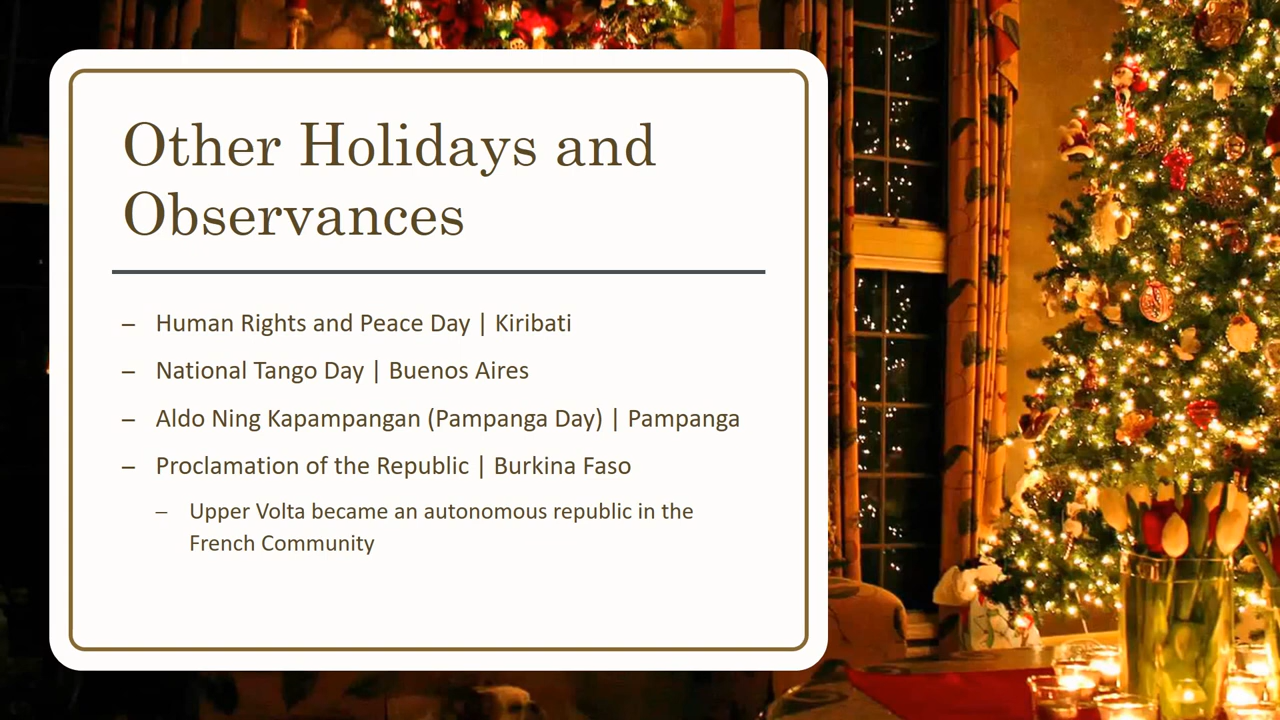 Other Holidays and
Observances
– Human Rights and Peace Day | Kiribati
– National Tango Day | Buenos Aires
– Aldo Ning Kapampangan (Pampanga Day) | Pampanga
– Proclamation of the Republic | Burkina Faso
– Upper Volta became an autonomous republic in the
French Community